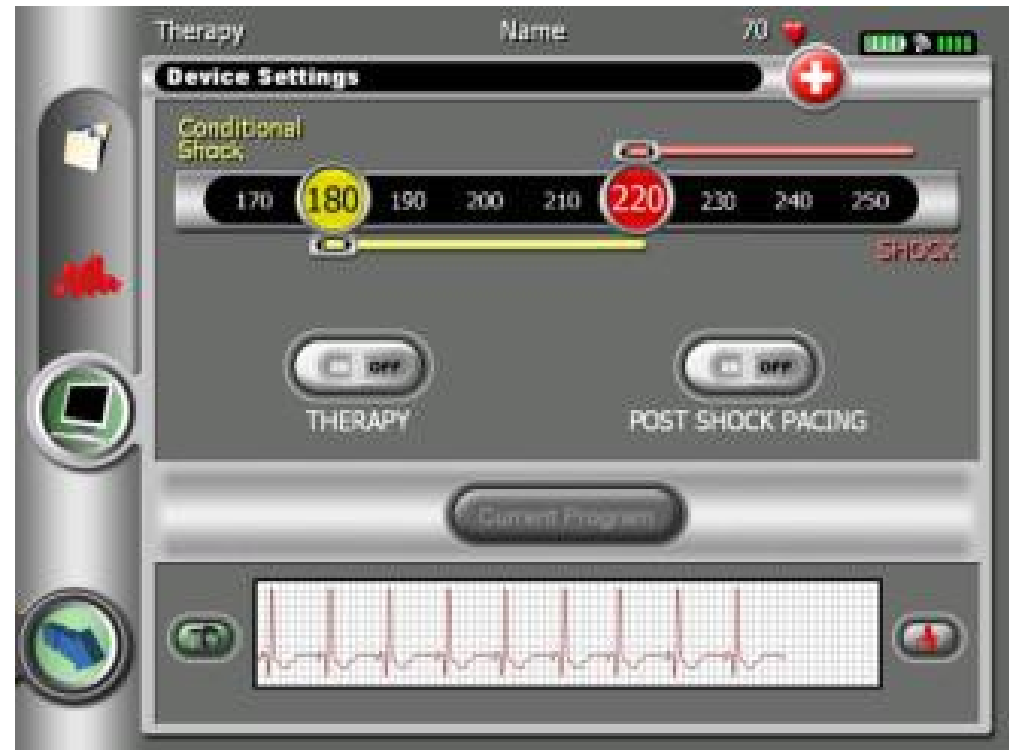 Therapy Name 70
Device Settings
Conditional
Shock
170 180 190 200 210 220 230 240 250
SHOCK
OFF OFF
THERAPY POST SHOCK PACING
Current Program